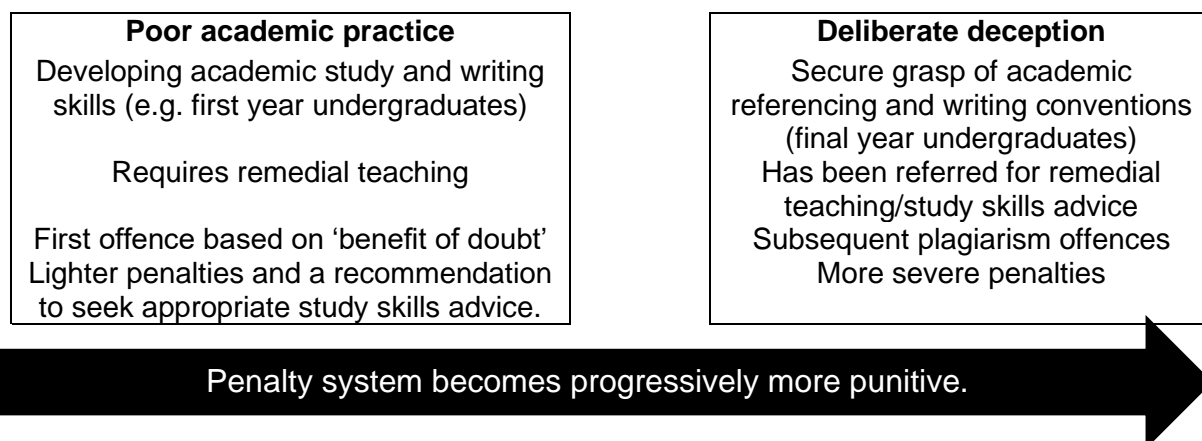 Poor academic practice
Developing academic study and writing
skills (e.g. first year undergraduates)
Requires remedial teaching
First offence based on ‘benefit of doubt’
Lighter penalties and a recommendation
to seek appropriate study skills advice.
Deliberate deception
Secure grasp of academic
referencing and writing conventions
(final year undergraduates)
Has been referred for remedial
teaching/study skills advice
Subsequent plagiarism offences
More severe penalties
Penalty system becomes progressively more punitive.